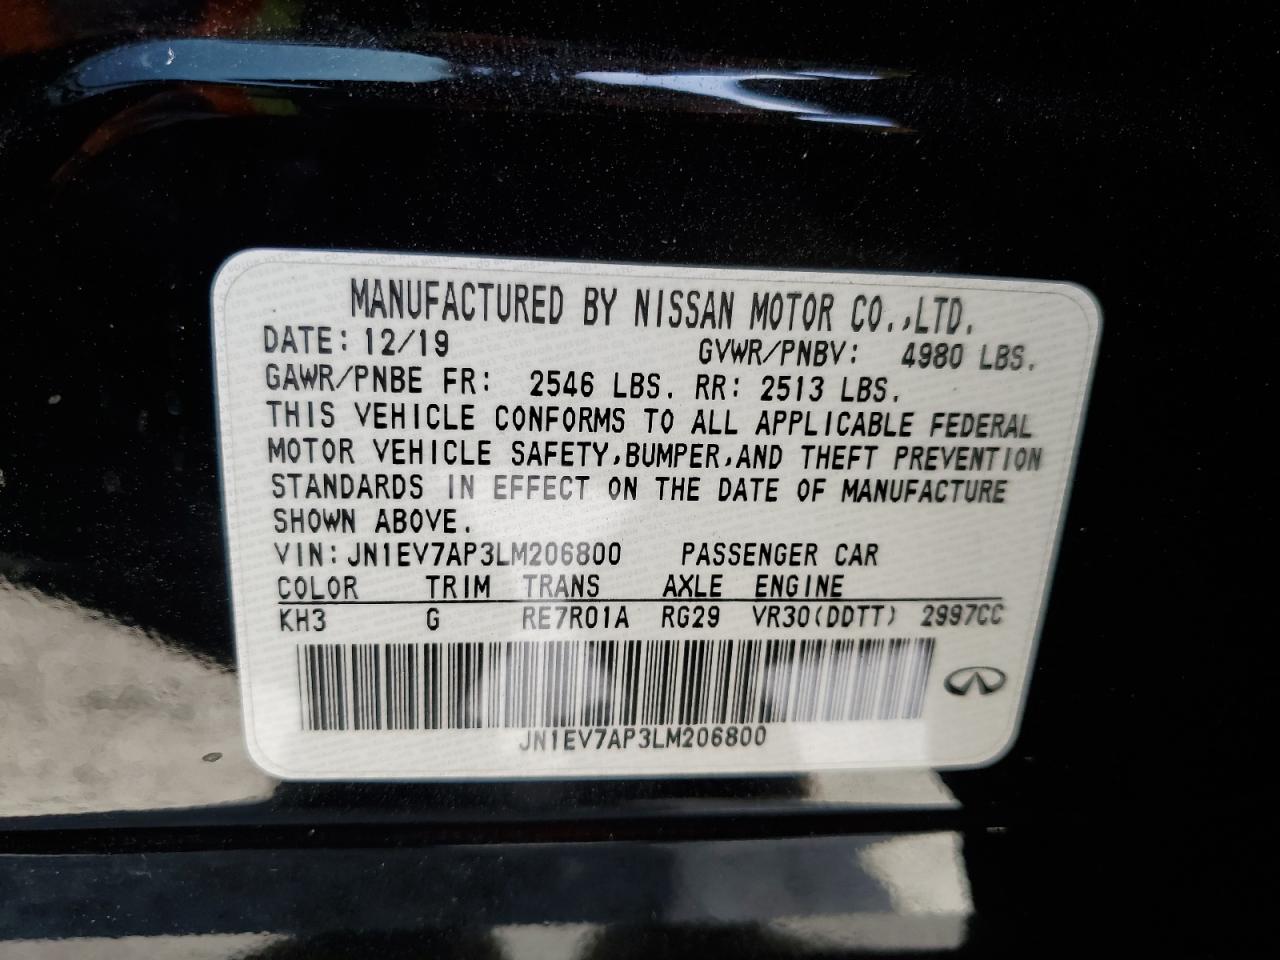 MANUFACTURED BY NISSAN MOTOR CO.,LTD.
DATE: 12/19 GVWR/PNBV: 4980 LBS.
GAWR/PNBE FR: 2546 LBS. RR: 2513 LBS.
THIS VEHICLE CONFORMS TO ALL APPLICABLE FEDERAL
MOTOR VEHICLE SAFETY,BUMPER,AND THEFT PREVENTION
STANDARDS IN EFFECT ON THE DATE OF MANUFACTURE
SHOWN ABOVE.
VIN:JN1EV7AP3LM206800 PASSENGER CAR
COLOR TRIM TRANS AXLE ENGINE
KH3 G RE7R01A RG29 VR30(DDTT) 2997CC
JN1EV7AP3LM206800